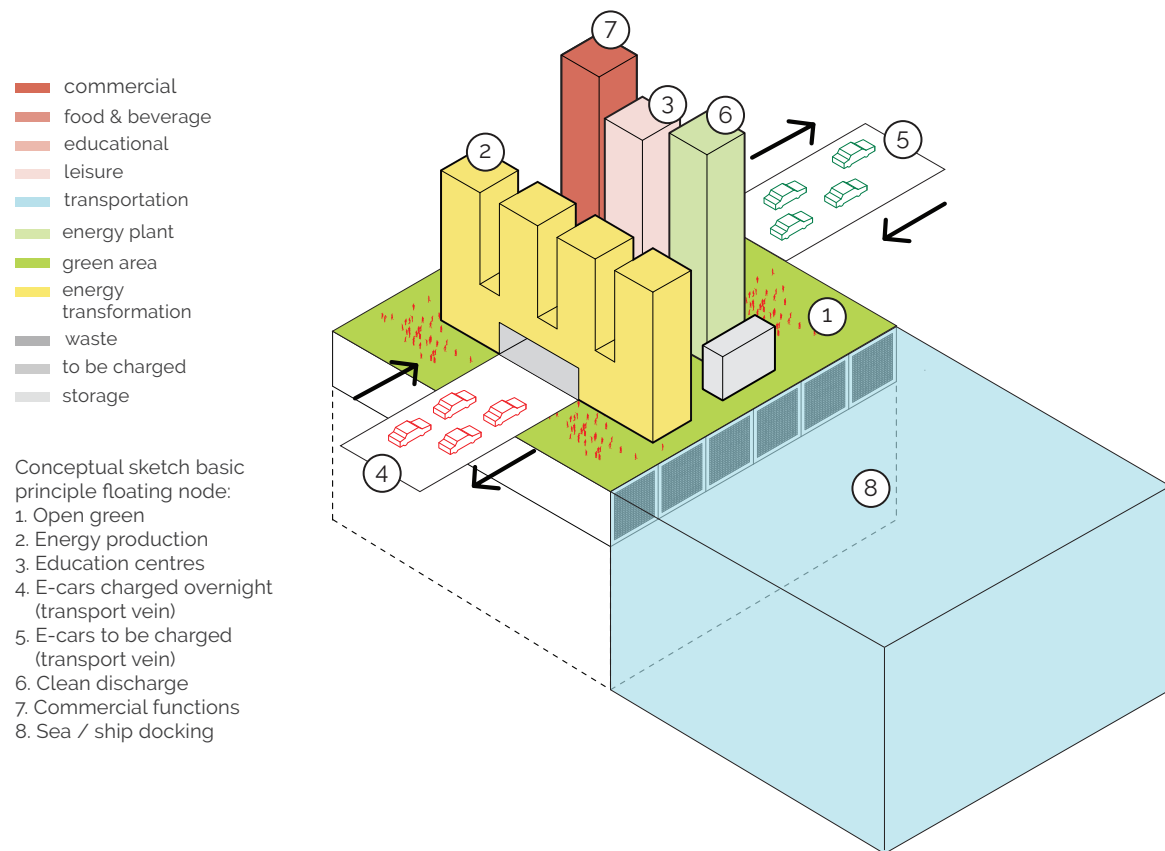 commercial
food & beverage
educational
leisure
transportation
energy plant
green area
energy
transformation
waste
to be charged
storage
Conceptual sketch basic
principle floating node:
1. Open green
2. Energy production
3. Education centres
4. E-cars charged overnight
(transport vein)
5. E-cars to be charged
(transport vein)
6. Clean discharge
7. Commercial functions
8. Sea / ship docking
7
3
6
2
5
1
4
8